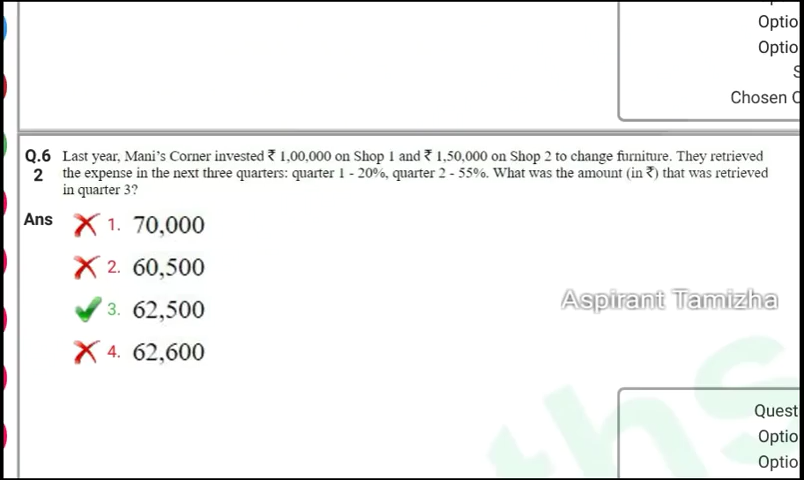 Optio
Optio
Chosen
Q.6 Last year, Mani's Corner invested ₹ 1,00,000 on Shop 1 and ₹ 1,50,000 on Shop 2 to change furniture. They retrieved
2 the expense in the next three quarters: quarter 1 - 20%, quarter 2 - 55%. What was the amount (in ₹) that was retrieved
in quarter 3?
Ans 1. 70,000
2. 60,500
3. 62,500
4. 62,600
Aspirant Tamizha
ths
Quest
Optio
Optio